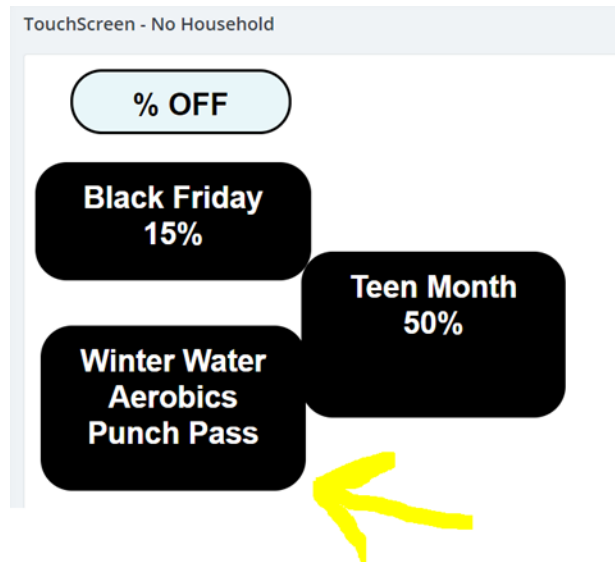 TouchScreen - No Household
% OFF
Black Friday
15%
Teen Month
50%
Winter Water
Aerobics
Punch Pass